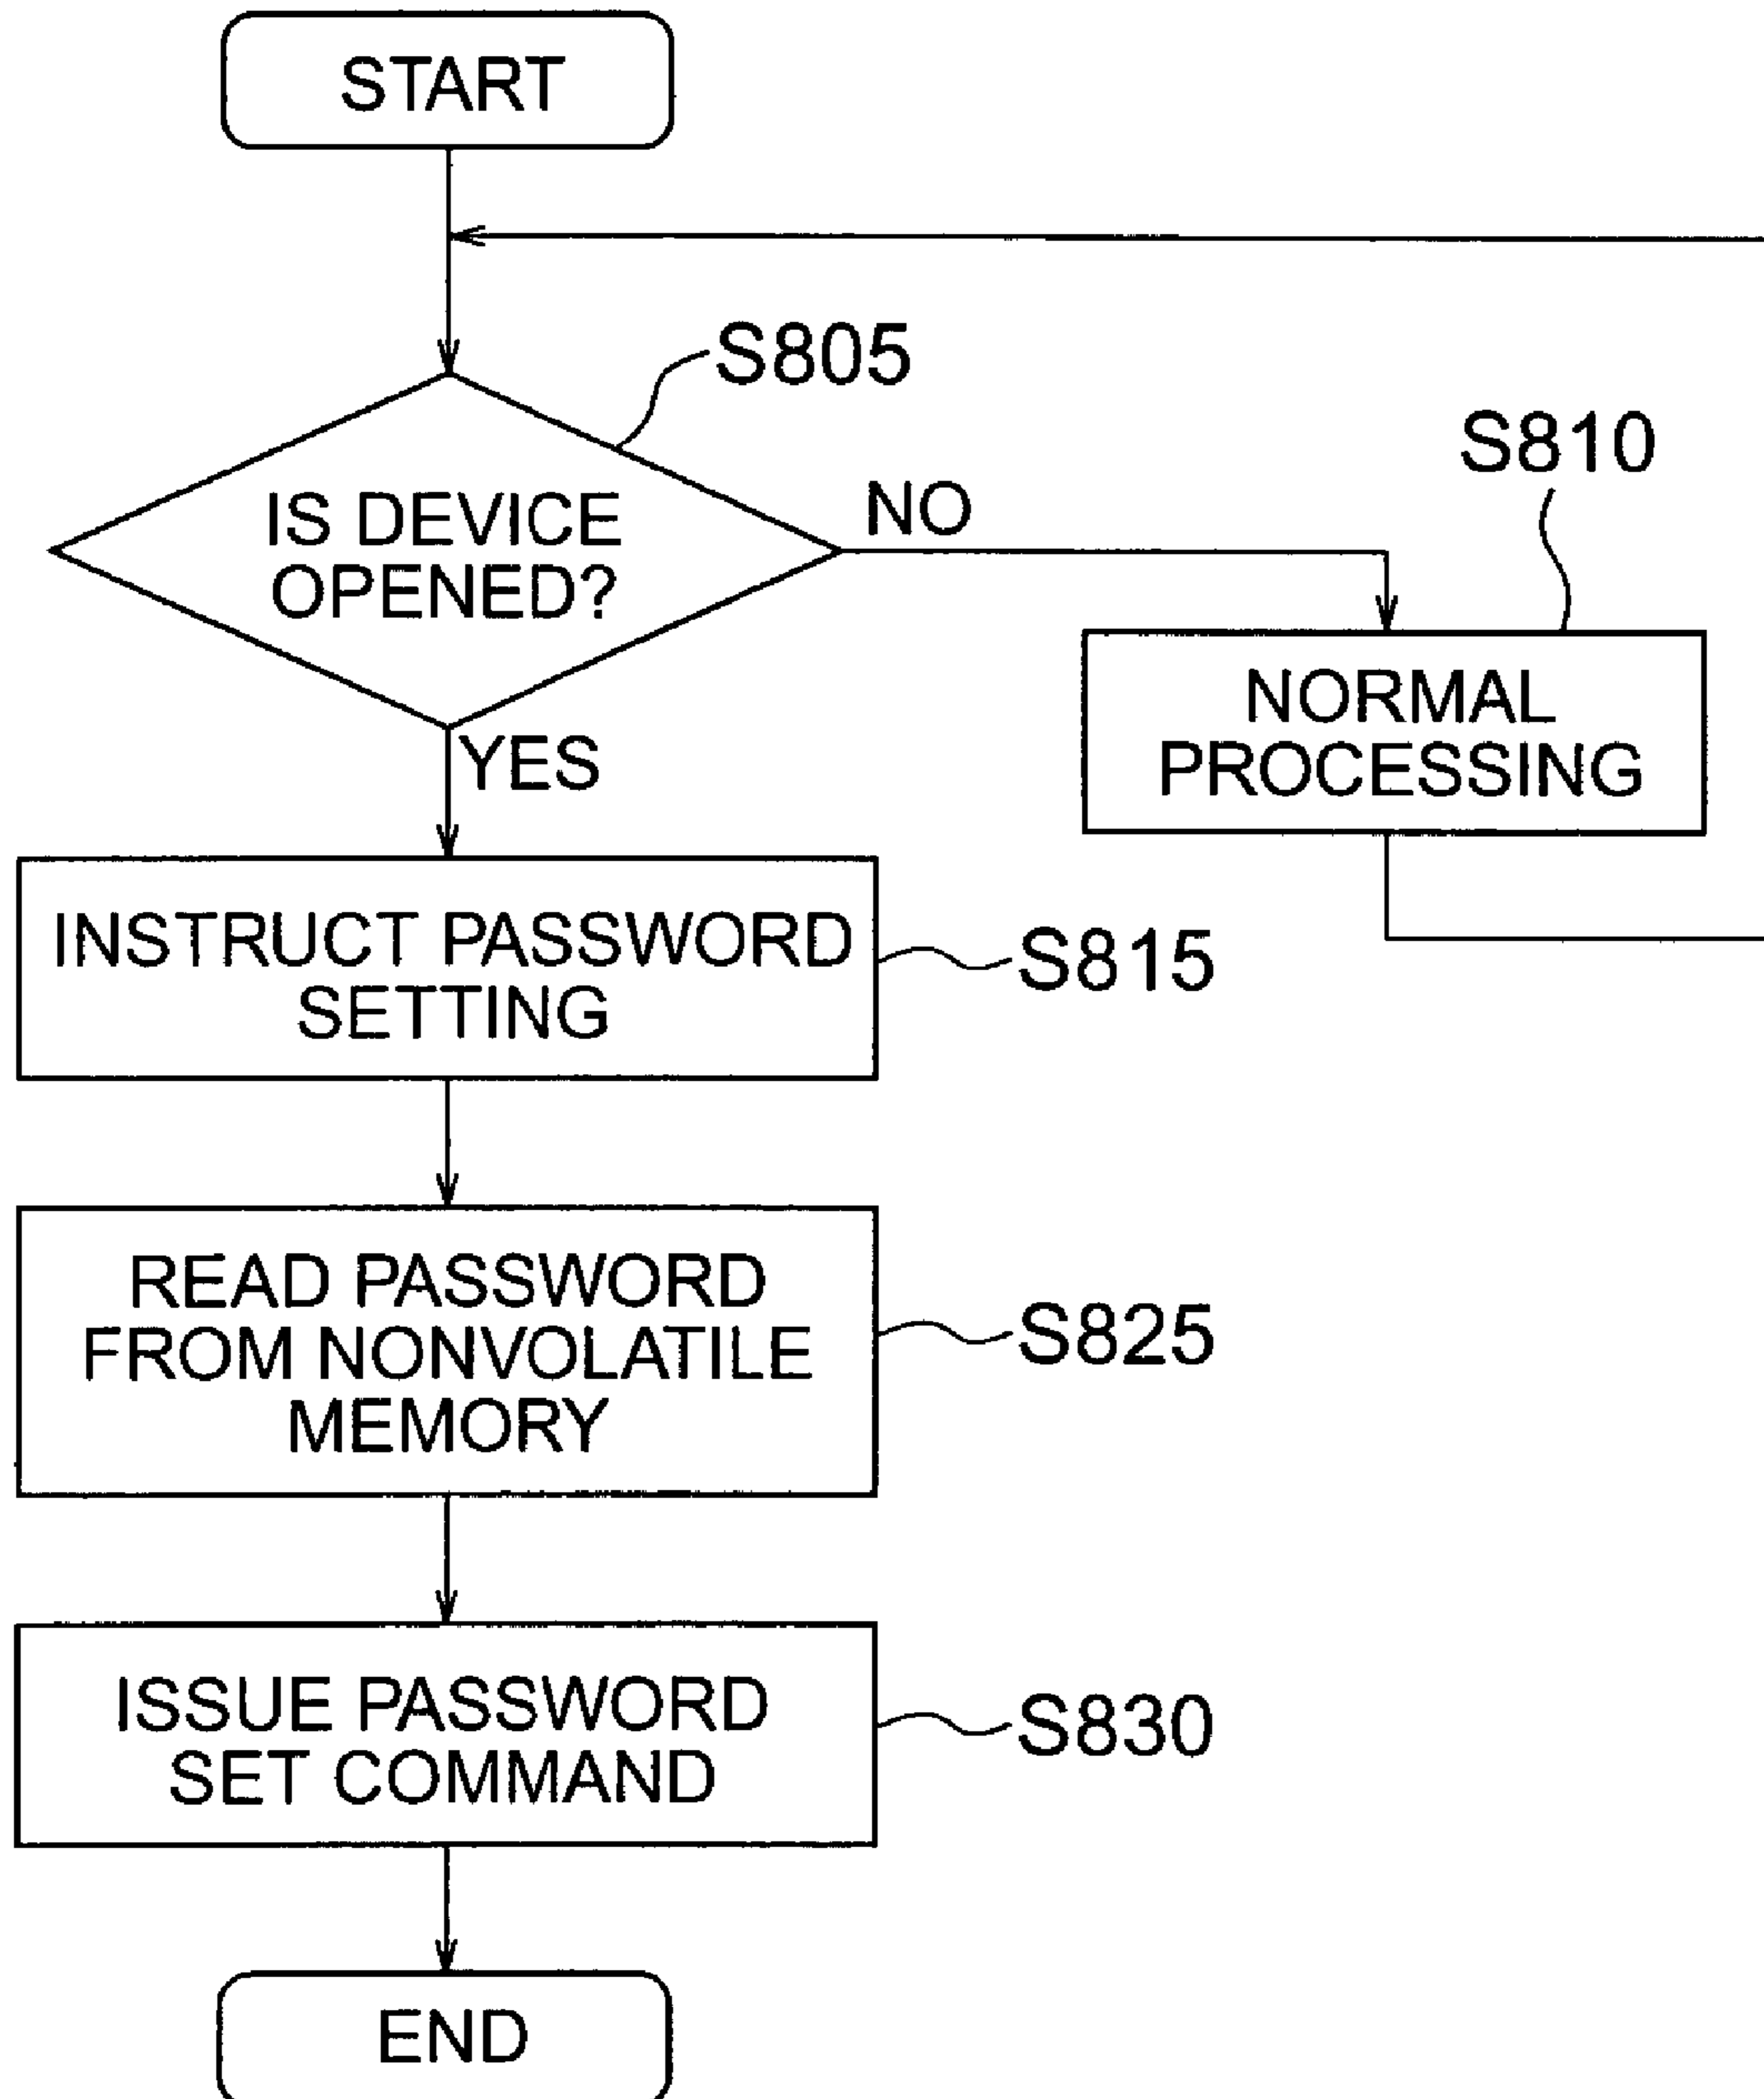 START
S805
S810
IS DEVICE
OPENED?
NO
NORMAL
PROCESSING
YES
INSTRUCT PASSWORD
SETTING
S815
READ PASSWORD
FROM NONVOLATILE
MEMORY
S825
ISSUE PASSWORD
SET COMMAND
S830
END